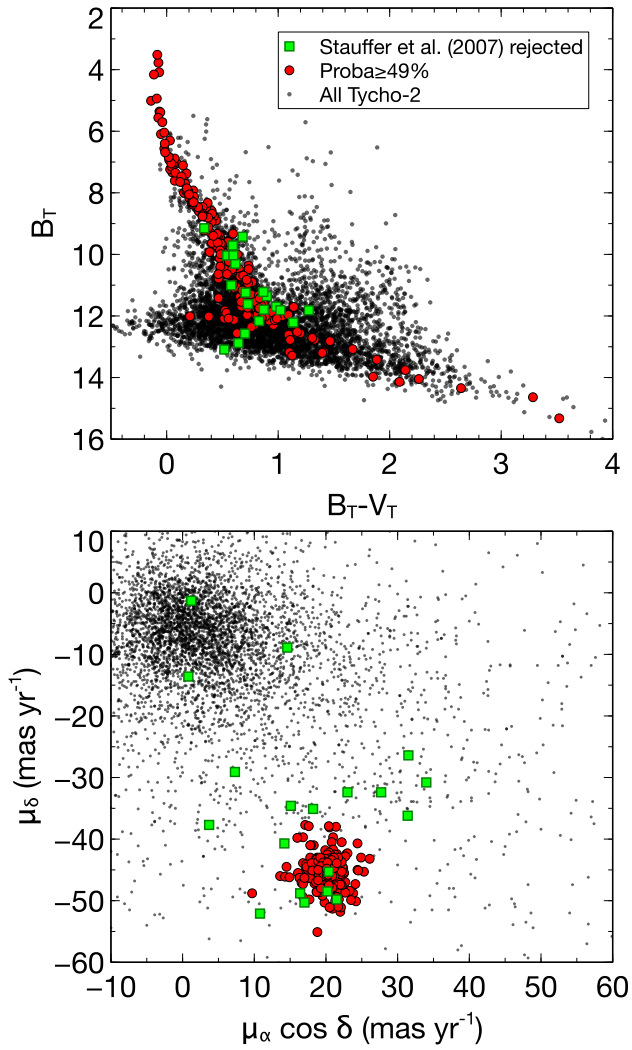 2
4
6
8
10
12
14
16
B_T
Stauffer et al. (2007) rejected
Proba≥49%
All Tycho-2
0 1 2 3 4
B_T-V_T
10
0
−10
−20
−30
−40
−50
−60
μ_δ (mas yr⁻¹)
−10 0 10 20 30 40 50 60
μ_α cos δ (mas yr⁻¹)